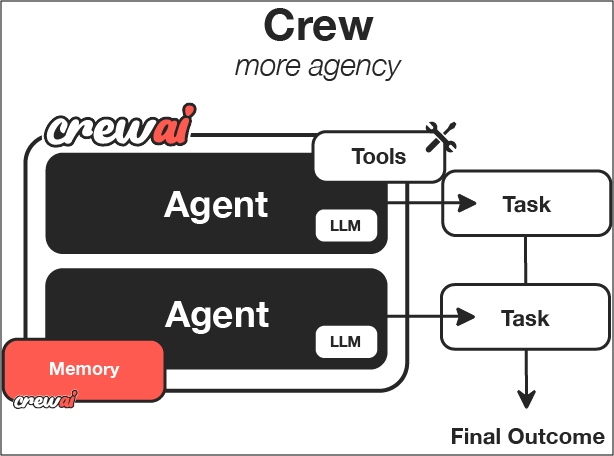 Crew
more agency
crewai
Tools
Agent
LLM
Task
Agent
LLM
Task
Memory
crewai
Final Outcome